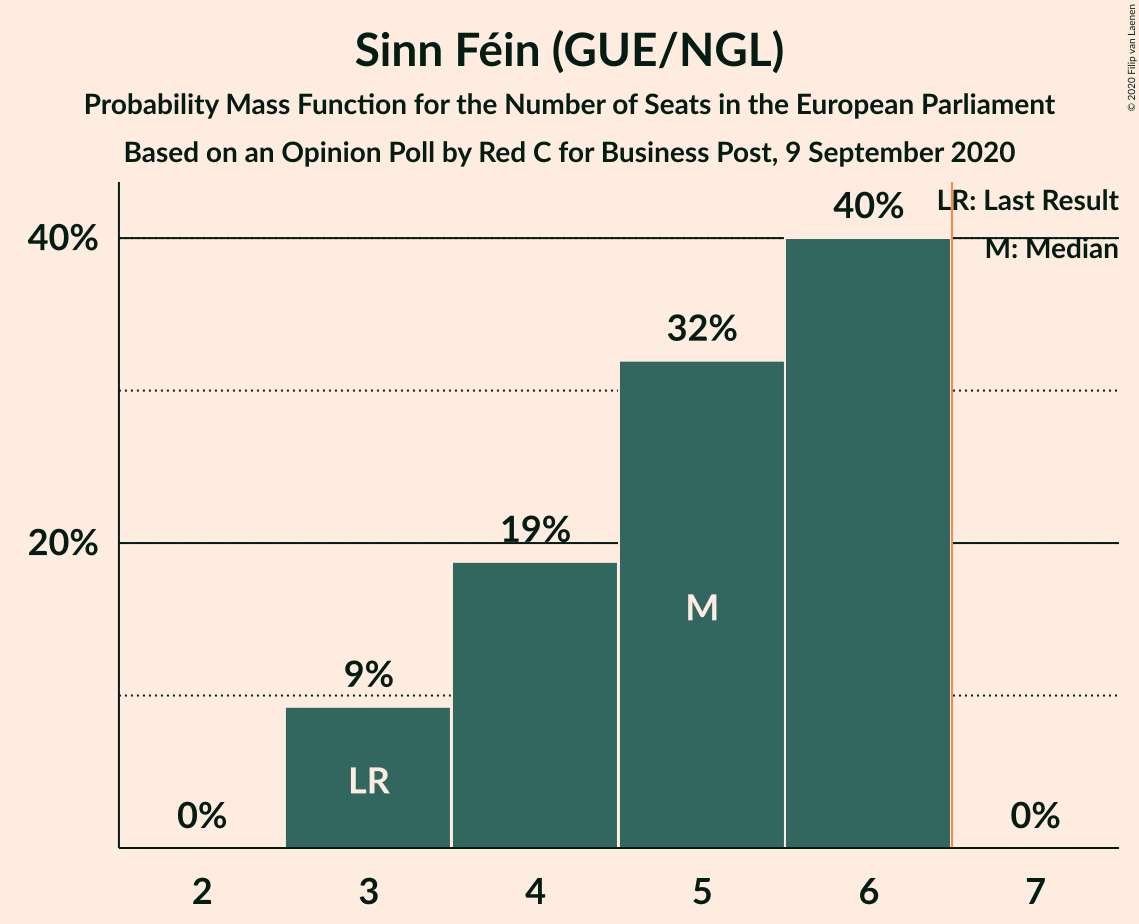 Sinn Féin (GUE/NGL)
Probability Mass Function for the Number of Seats in the European Parliament
Based on an Opinion Poll by Red C for Business Post, 9 September 2020
© 2020 Filip van Laenen
LR: Last Result
M: Median
40%
20%
0%
9%
19%
32%
40%
0%
LR
M
2 3 4 5 6 7